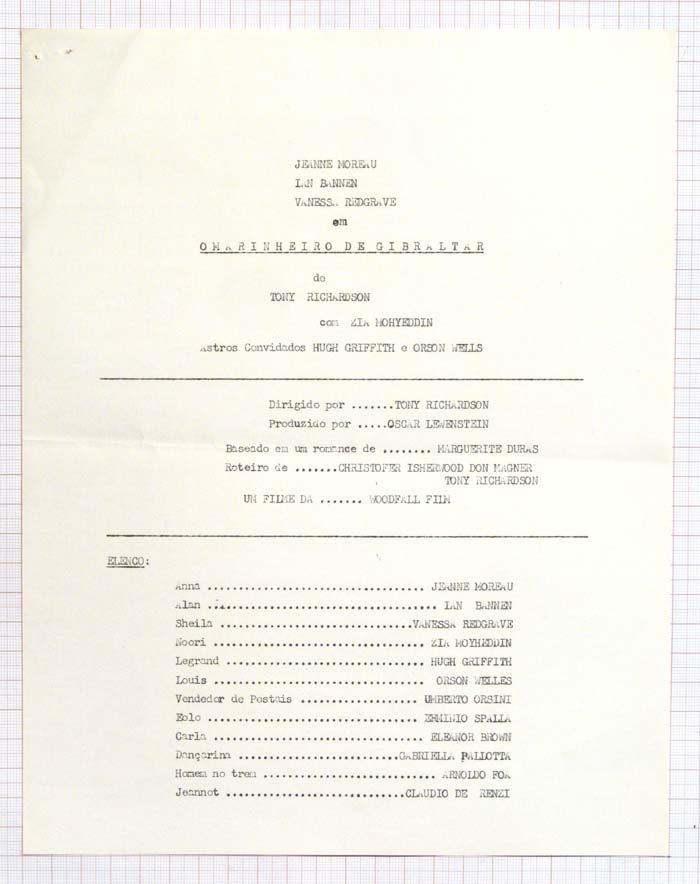 JEANNE MOREAU
IAN BANNEN
VANESSA REDGRAVE
em
O MARINHEIRO DE GIBRALTAR
de
TONY RICHARDSON
com ZIA MOHYEDDIN
Astros Convidados HUGH GRIFFITH e ORSON WELLS
Dirigido por .......TONY RICHARDSON
Produzido por .....OSCAR LEWENSTEIN
Baseado em um romance de ........ MARGUERITE DURAS
Roteiro de .......CHRISTOFER ISHERWOOD DON MAGNER
TONY RICHARDSON
UM FILME DA ....... WOODFALL FILM
ELENCO:
Anna .................................. JEANNE MOREAU
Alan .................................. IAN BANNEN
Sheila ..............................VANESSA REDGRAVE
Noori ................................. ZIA MOYHEDDIN
Legrand ............................... HUGH GRIFFITH
Louis ................................. ORSON WELLES
Vendedor de Postais .................. UMBERTO ORSINI
Eolo .................................. ERMINIO SPALLA
Carla ................................. ELEANOR BROWN
Dançarina ........................GABRIELLA PALLOTTA
Homem no trem .......................... ARNOLDO FOA
Jeannot ...........................CLAUDIO DE RENZI